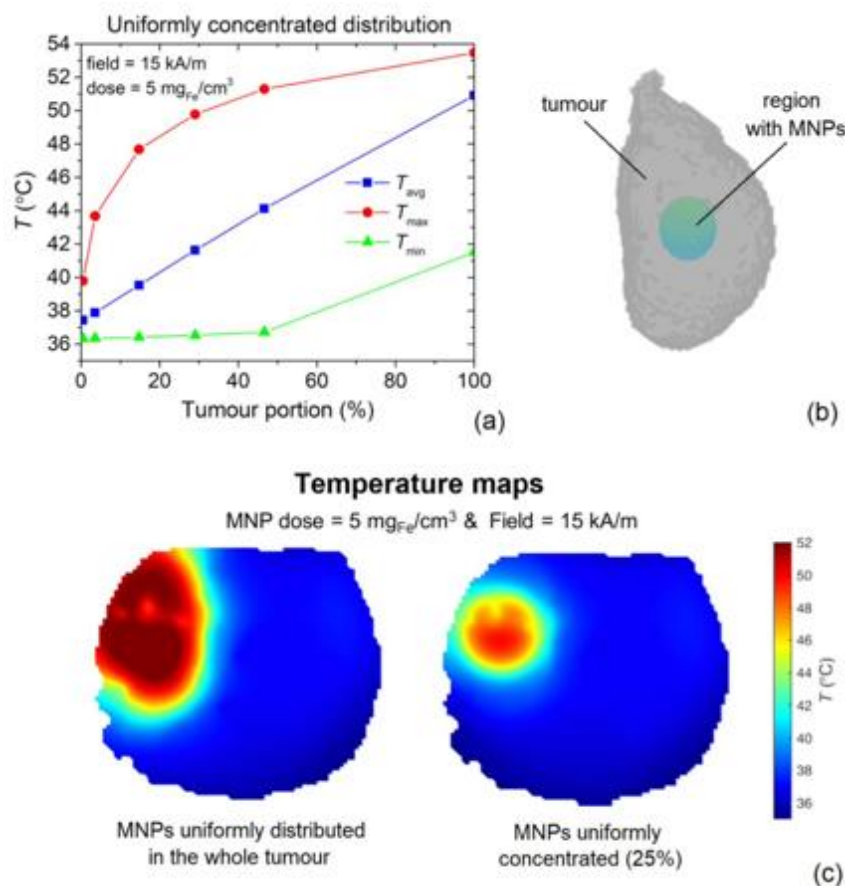 Uniformly concentrated distribution
field = 15 kA/m
dose = 5 mgFe/cm³
Tavg
Tmax
Tmin
T (°C)
54
52
50
48
46
44
42
40
38
36
0
20
40
60
80
100
Tumour portion (%)
(a)
tumour
region
with MNPs
(b)
Temperature maps
MNP dose = 5 mgFe/cm³ & Field = 15 kA/m
52
50
48
46
44
42
40
38
36
T (°C)
MNPs uniformly distributed
in the whole tumour
MNPs uniformly
concentrated (25%)
(c)